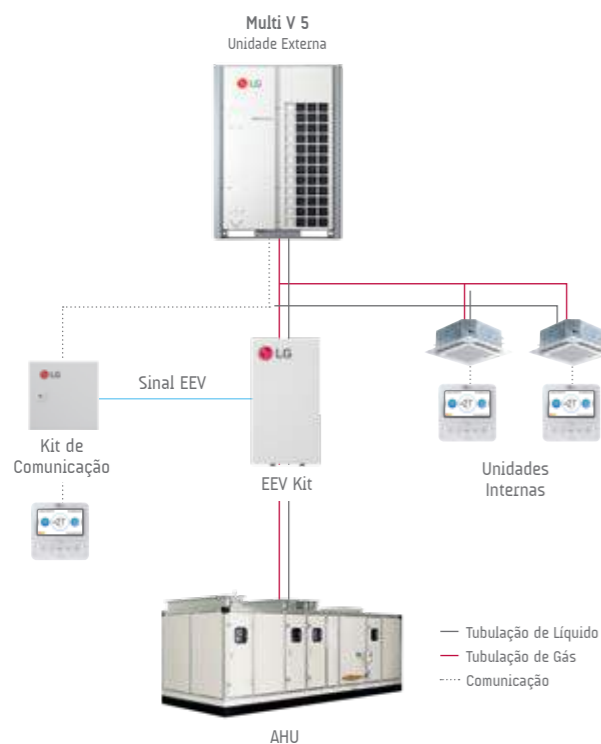 Multi V 5
Unidade Externa
LG
LG
LG
Sinal EEV
Kit de
Comunicação
EEV Kit
Unidades
Internas
Tubulação de Líquido
Tubulação de Gás
Comunicação
AHU